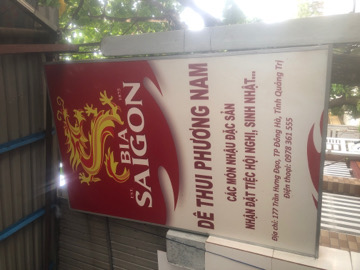 BIA
SAIGON
DÊ THUI PHƯƠNG NAM
CÁC MÓN NHẬU ĐẶC SẢN
NHẬN ĐẶT TIỆC HỘI NGHỊ, SINH NHẬT...
Địa chỉ: 177 Trần Hưng Đạo, TP Đông Hà, Tỉnh Quảng Trị
Điện thoại: 0978 361 555